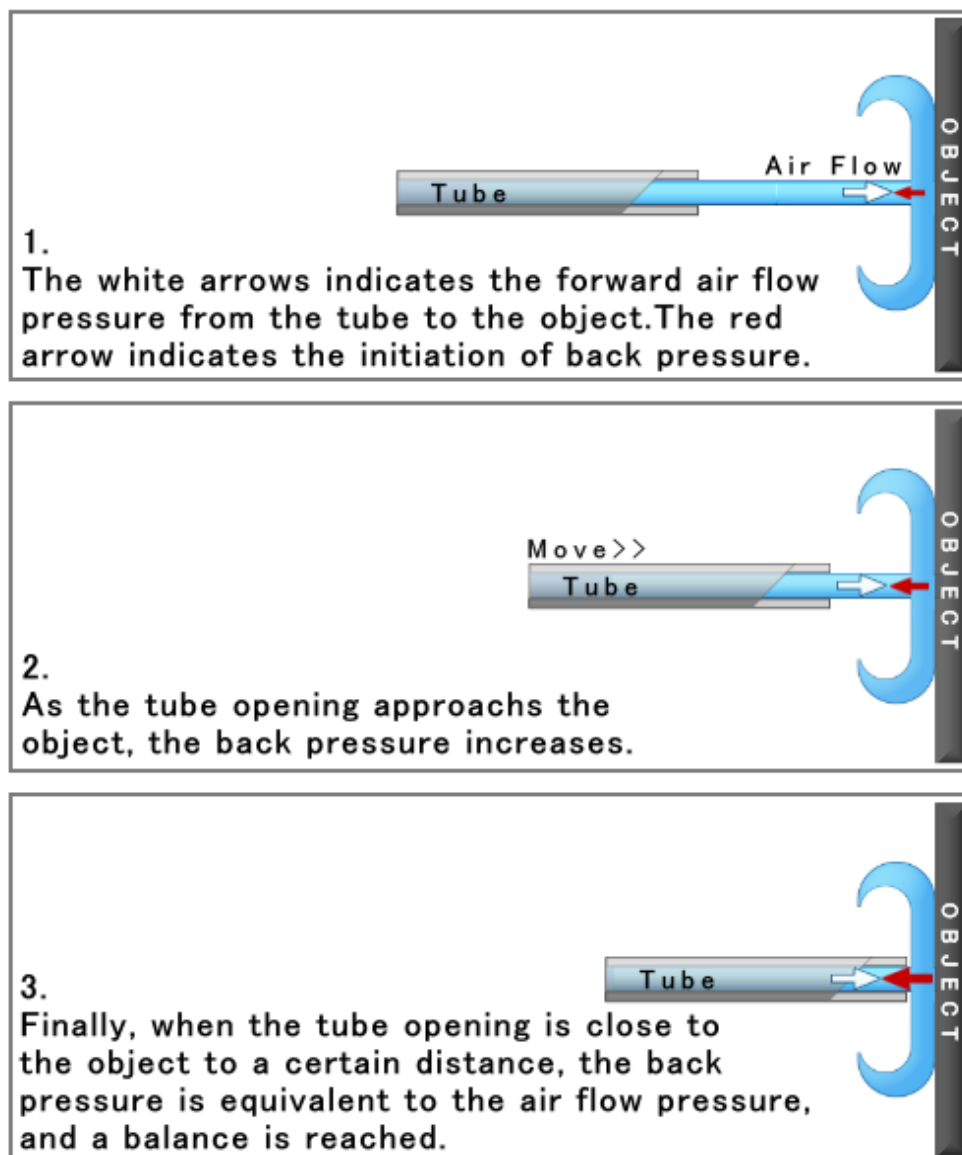 OBJECT
Air Flow
Tube
1.
The white arrows indicates the forward air flow
pressure from the tube to the object.The red
arrow indicates the initiation of back pressure.
OBJECT
Move>>
Tube
2.
As the tube opening approachs the
object, the back pressure increases.
OBJECT
Tube
3.
Finally, when the tube opening is close to
the object to a certain distance, the back
pressure is equivalent to the air flow pressure,
and a balance is reached.